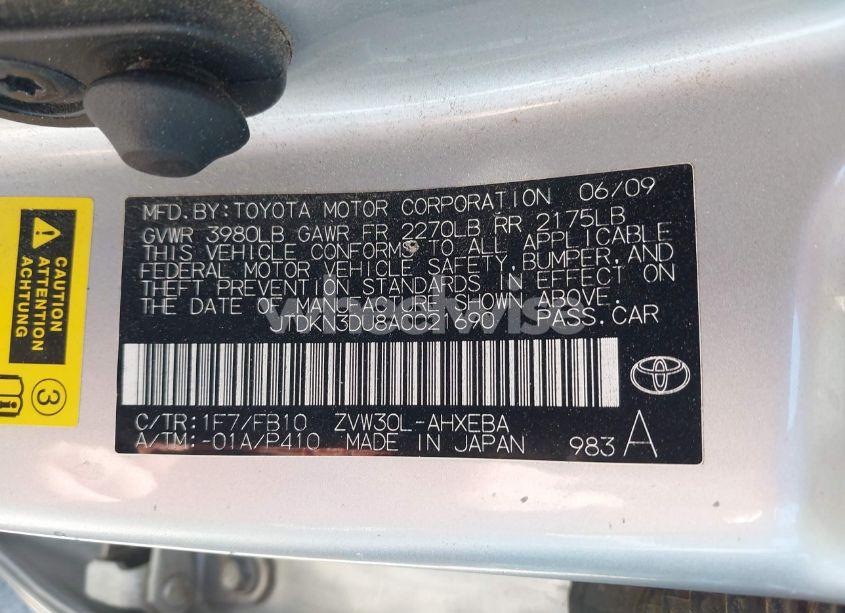 MFD.BY:TOYOTA MOTOR CORPORATION 06/09
GVWR 3980LB GAWR FR 2270LB RR 2175LB
THIS VEHICLE CONFORMS TO ALL APPLICABLE
FEDERAL MOTOR VEHICLE SAFETY, BUMPER, AND
THEFT PREVENTION STANDARDS IN EFFECT ON
THE DATE OF MANUFACTURE SHOWN ABOVE.
PASS.CAR
C/TR:1F7/FB10 ZVW30L-AHXEBA
A/TM:-01A/P410 MADE IN JAPAN 983 A
CAUTION
ATTENTION
ACHTUNG
3